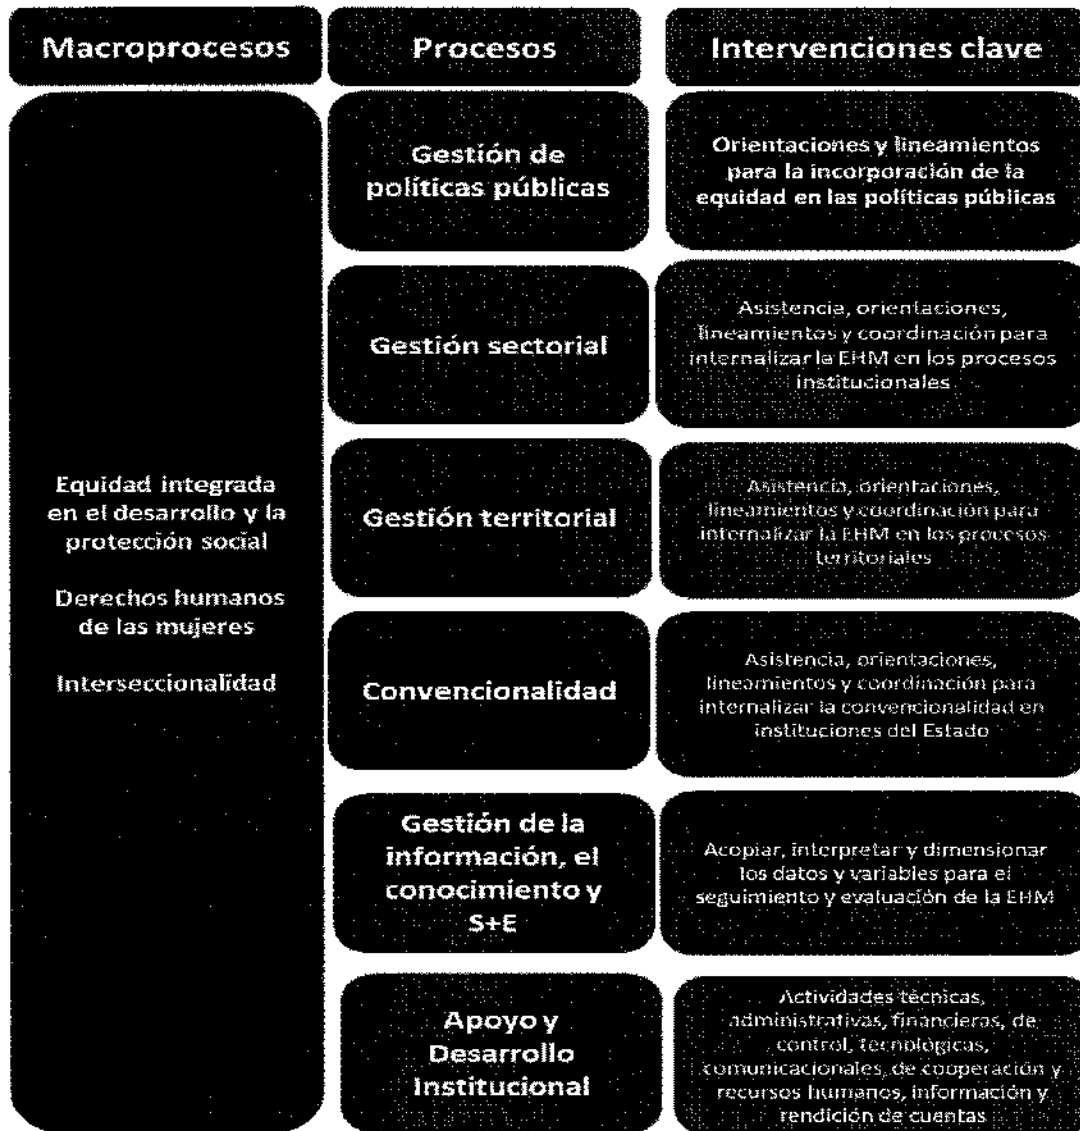 Macroprocesos
Procesos
Intervenciones clave
Equidad integrada
en el desarrollo y la
protección social
Derechos humanos
de las mujeres
Interseccionalidad
Gestión de
políticas públicas
Orientaciones y lineamientos
para la incorporación de la
equidad en las políticas públicas
Gestión sectorial
Asistencia, orientaciones,
lineamientos y coordinación para
internalizar la EHM en los procesos
institucionales
Gestión territorial
Asistencia, orientaciones,
lineamientos y coordinación para
internalizar la EHM en los procesos
territoriales
Convencionalidad
Asistencia, orientaciones,
lineamientos y coordinación para
internalizar la convencionalidad en
instituciones del Estado
Gestión de la
información, el
conocimiento y
S+E
Acopiar, interpretar y dimensionar
los datos y variables para el
seguimiento y evaluación de la EHM
Apoyo y
Desarrollo
Institucional
Actividades técnicas,
administrativas, financieras, de
control, tecnológicas,
comunicacionales, de cooperación y
recursos humanos, información y
rendición de cuentas